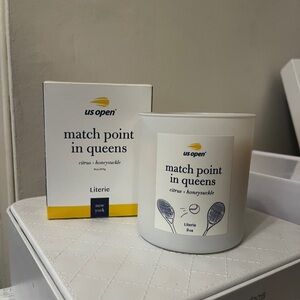 us open
match point
in queens
citrus + honeysuckle
Literie
new
york
us open
match point
in queens
citrus + honeysuckle
Literie
8oz